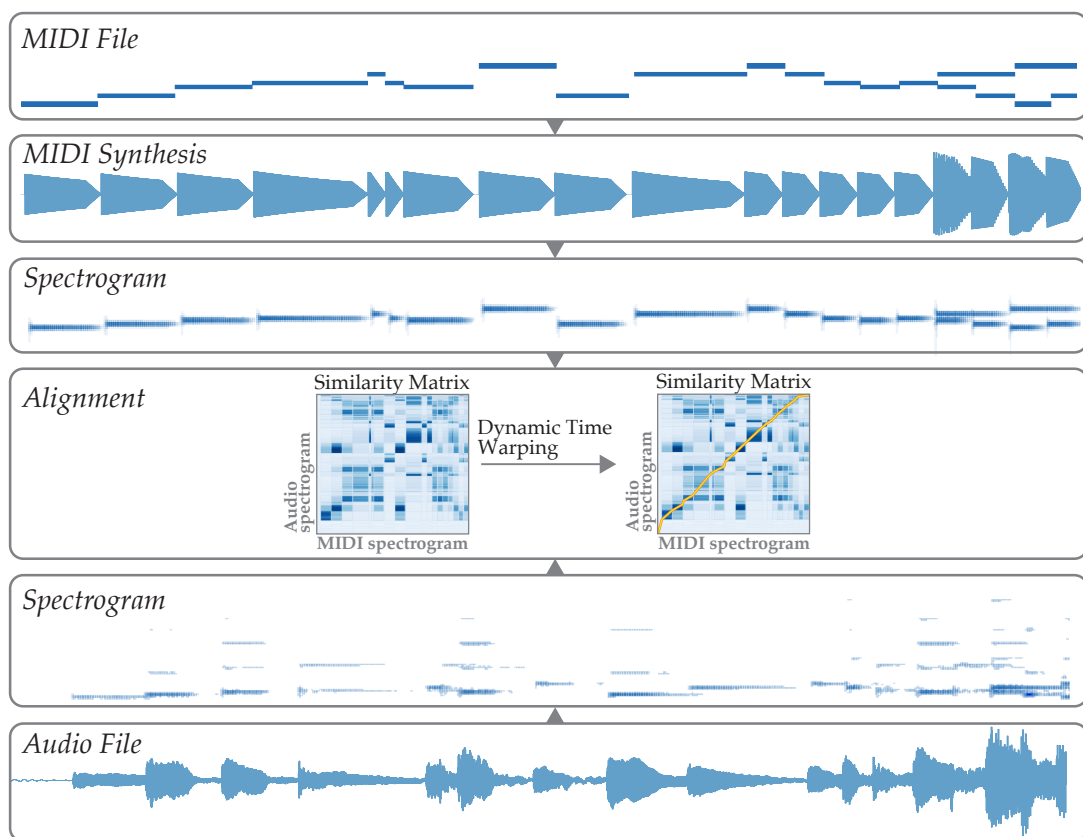 MIDI File
MIDI Synthesis
Spectrogram
Alignment
Similarity Matrix
Audio
spectrogram
MIDI spectrogram
Dynamic Time
Warping
Similarity Matrix
Audio
spectrogram
MIDI spectrogram
Spectrogram
Audio File